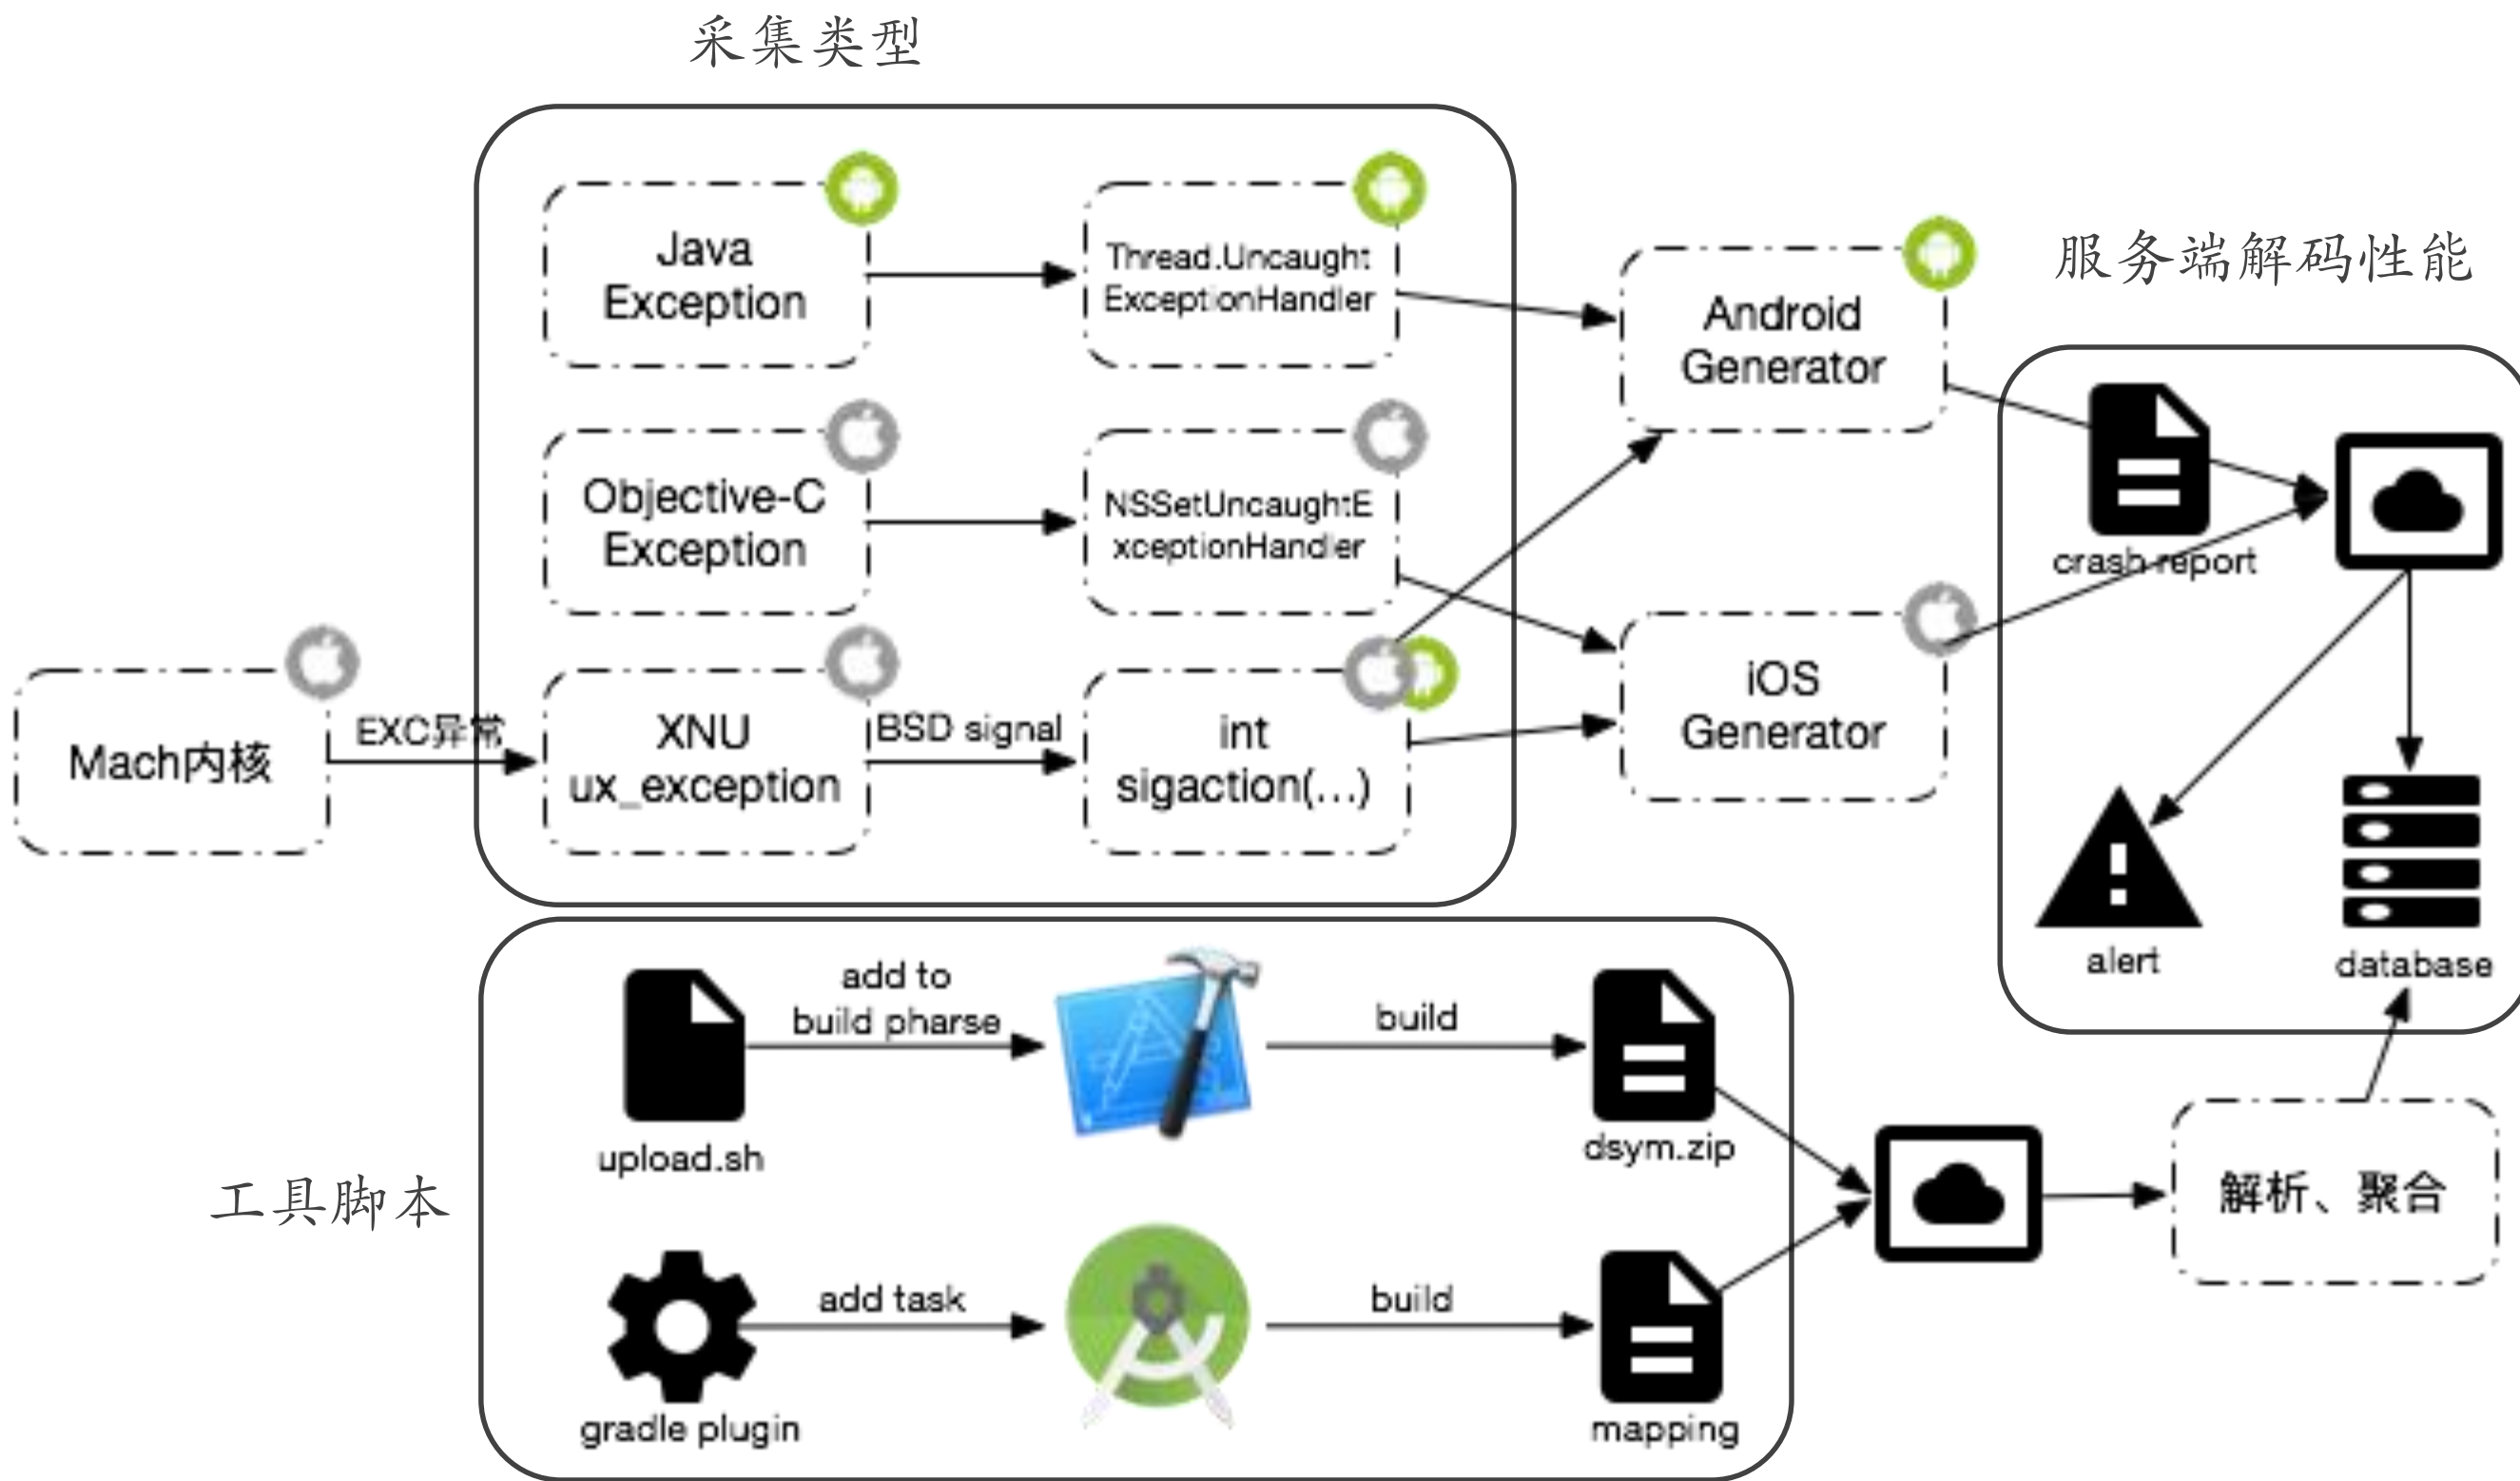 采集类型
Java
Exception
Thread.Uncaught
ExceptionHandler
Android
Generator
服务端解码性能
Objective-C
Exception
NSSetUncaughtE
xceptionHandler
crash report
Mach内核
EXC异常
XNU
ux_exception
BSD signal
int
sigaction(...)
iOS
Generator
alert
database
工具脚本
upload.sh
add to
build pharse
build
dsym.zip
gradle plugin
add task
build
mapping
解析、聚合